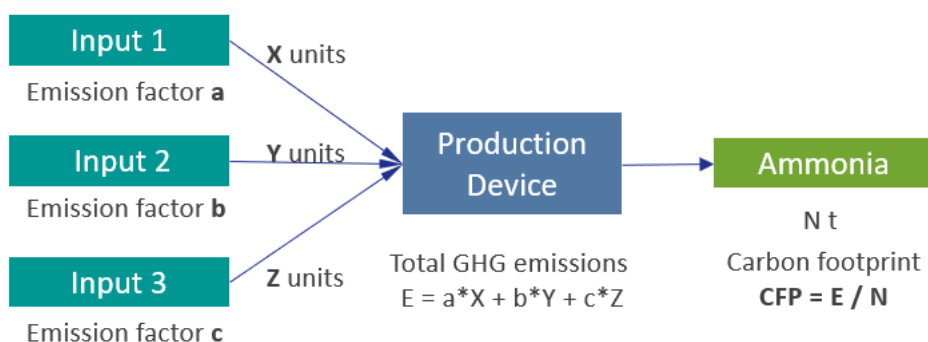 Input 1
Emission factor a
X units
Input 2
Emission factor b
Y units
Input 3
Emission factor c
Z units
Production
Device
Total GHG emissions
E = a*X + b*Y + c*Z
Ammonia
N t
Carbon footprint
CFP = E / N